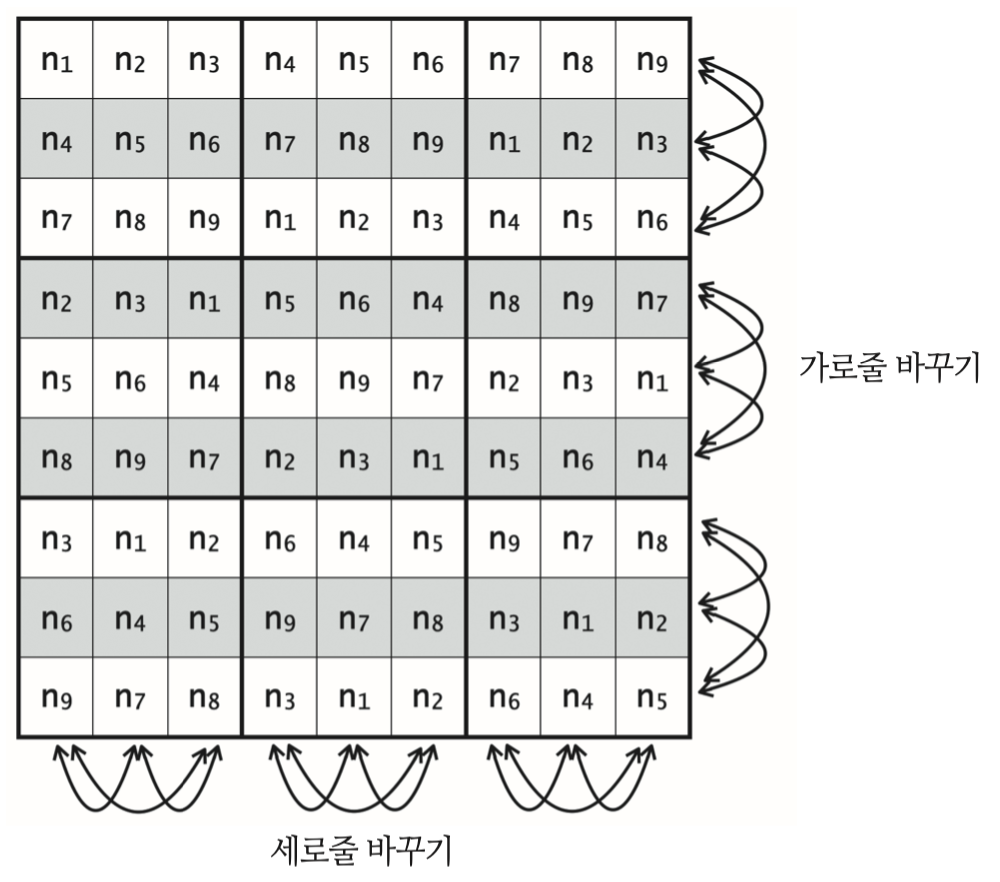 n₁ n₂ n₃ n₄ n₅ n₆ n₇ n₈ n₉
n₄ n₅ n₆ n₇ n₈ n₉ n₁ n₂ n₃
n₇ n₈ n₉ n₁ n₂ n₃ n₄ n₅ n₆
n₂ n₃ n₁ n₅ n₆ n₄ n₈ n₉ n₇
n₅ n₆ n₄ n₈ n₉ n₇ n₂ n₃ n₁
가로줄 바꾸기
n₈ n₉ n₇ n₂ n₃ n₁ n₅ n₆ n₄
n₃ n₁ n₂ n₆ n₄ n₅ n₉ n₇ n₈
n₆ n₄ n₅ n₉ n₇ n₈ n₃ n₁ n₂
n₉ n₇ n₈ n₃ n₁ n₂ n₆ n₄ n₅
세로줄 바꾸기